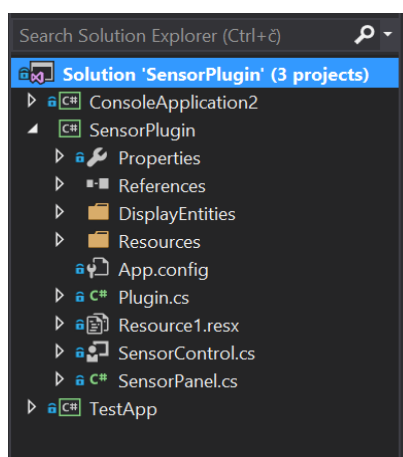 Search Solution Explorer (Ctrl+č)
Solution 'SensorPlugin' (3 projects)
C# ConsoleApplication2
C# SensorPlugin
Properties
References
DisplayEntities
Resources
App.config
C# Plugin.cs
Resource1.resx
SensorControl.cs
C# SensorPanel.cs
C# TestApp